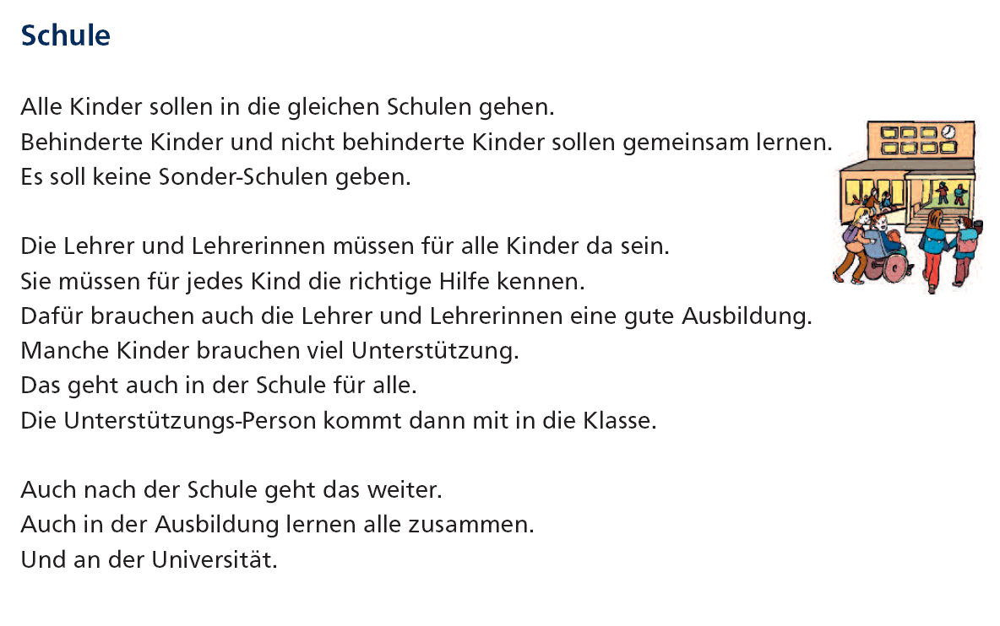 Schule
Alle Kinder sollen in die gleichen Schulen gehen.
Behinderte Kinder und nicht behinderte Kinder sollen gemeinsam lernen.
Es soll keine Sonder-Schulen geben.
Die Lehrer und Lehrerinnen müssen für alle Kinder da sein.
Sie müssen für jedes Kind die richtige Hilfe kennen.
Dafür brauchen auch die Lehrer und Lehrerinnen eine gute Ausbildung.
Manche Kinder brauchen viel Unterstützung.
Das geht auch in der Schule für alle.
Die Unterstützungs-Person kommt dann mit in die Klasse.
Auch nach der Schule geht das weiter.
Auch in der Ausbildung lernen alle zusammen.
Und an der Universität.